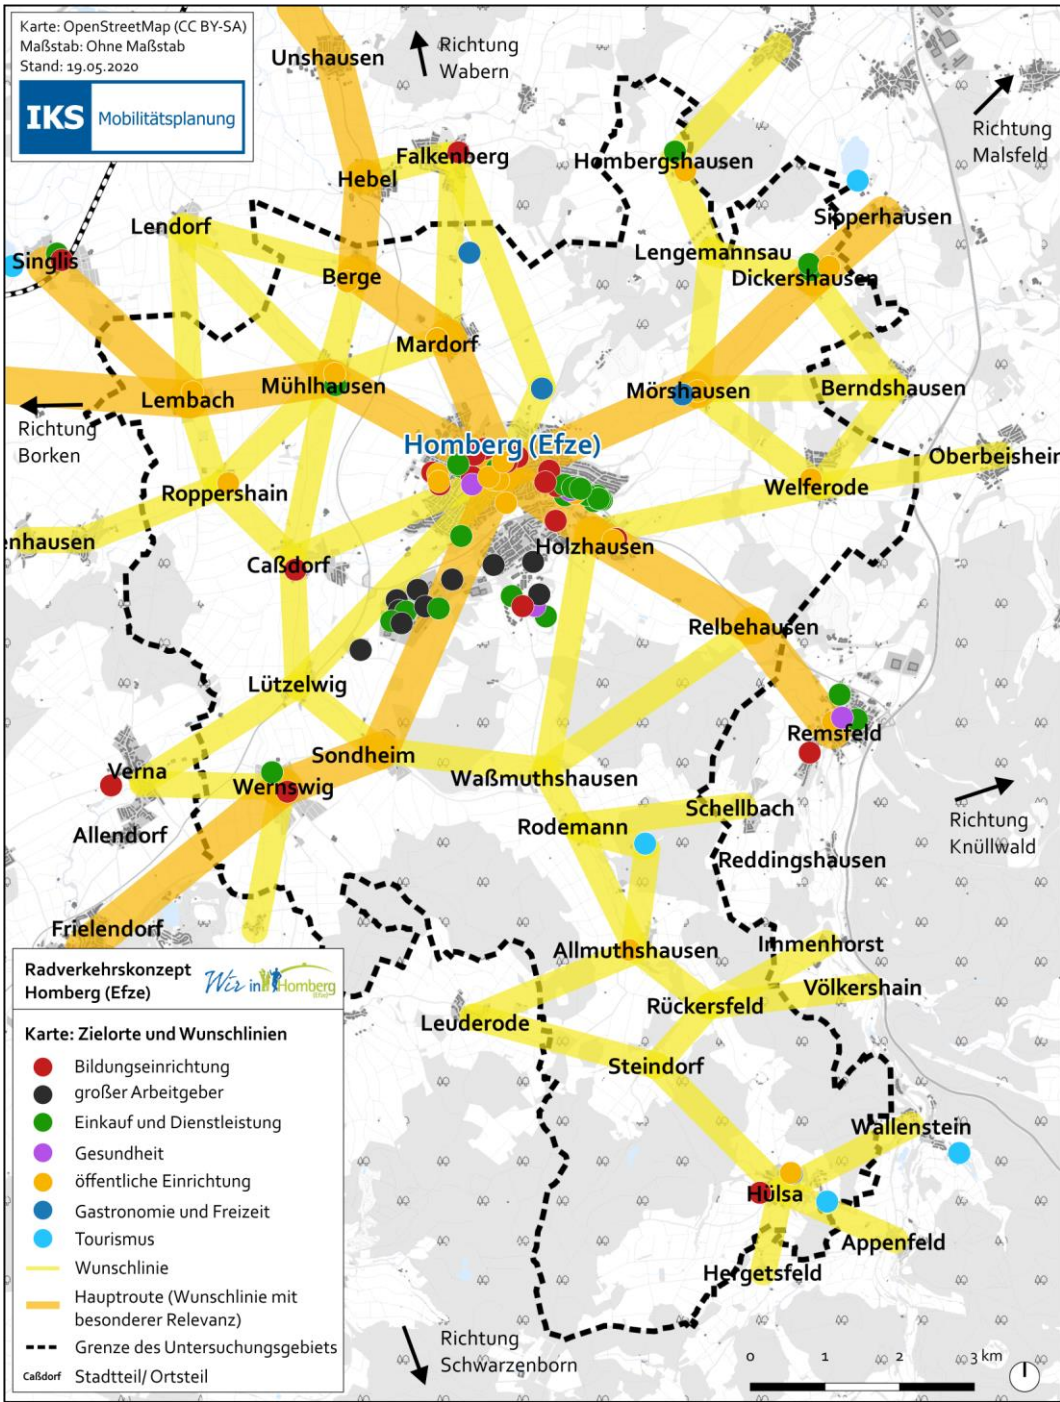 Karte: OpenStreetMap (CC BY-SA)
Maßstab: Ohne Maßstab
Stand: 19.05.2020
IKS Mobilitätsplanung
Unshausen
Richtung
Wabern
Richtung
Malsfeld
Falkenberg
Hombergshausen
Hebel
Lendorf
Sipperhausen
Singlis
Lengemannsau
Berge
Dickershausen
Mardorf
Mühlhausen
Lembach
Mörshausen
Berndshausen
Richtung
Borken
Homberg (Efze)
Oberbeisheim
Roppershain
Welferode
enhausen
Holzhausen
Caßdorf
Relbehausen
Lützelwig
Remsfeld
Sondheim
Verna
Wernswig
Waßmuthshausen
Schellbach
Rodemann
Allendorf
Richtung
Knüllwald
Reddingshausen
Frielendorf
Allmuthshausen
Immenhorst
Völkershain
Rückersfeld
Leuderode
Steindorf
Wallenstein
Hülsa
Appenfeld
Hergetsfeld
Richtung
Schwarzenborn
Radverkehrskonzept
Homberg (Efze)
Wir in Homberg
(Efze)
Karte: Zielorte und Wunschlinien
Bildungseinrichtung
großer Arbeitgeber
Einkauf und Dienstleistung
Gesundheit
öffentliche Einrichtung
Gastronomie und Freizeit
Tourismus
Wunschlinie
Hauptroute (Wunschlinie mit
besonderer Relevanz)
Grenze des Untersuchungsgebiets
Caßdorf Stadtteil/ Ortsteil
0 1 2 3 km